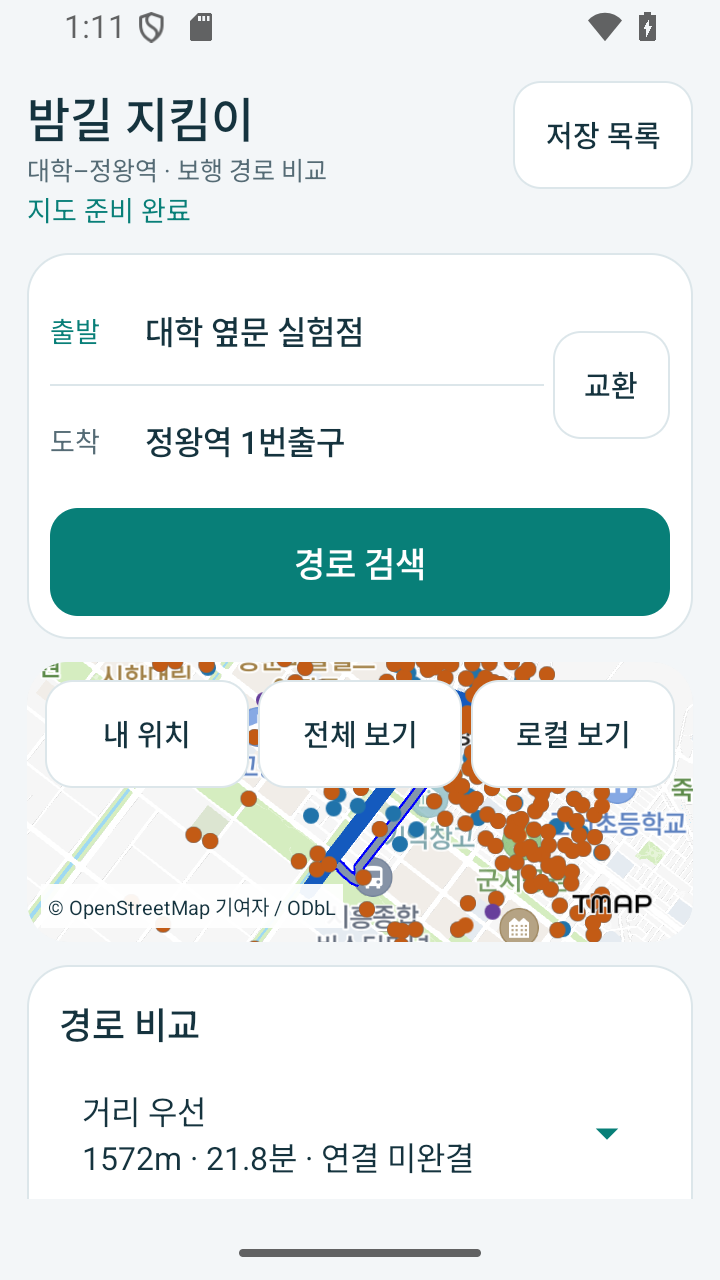 1:11
밤길 지킴이
저장 목록
대학–정왕역 · 보행 경로 비교
지도 준비 완료
출발 대학 옆문 실험점
교환
도착 정왕역 1번출구
경로 검색
내 위치
전체 보기
로컬 보기
죽
초등학교
군서
TMAP
© OpenStreetMap 기여자 / ODbL
경로 비교
거리 우선
1572m · 21.8분 · 연결 미완결